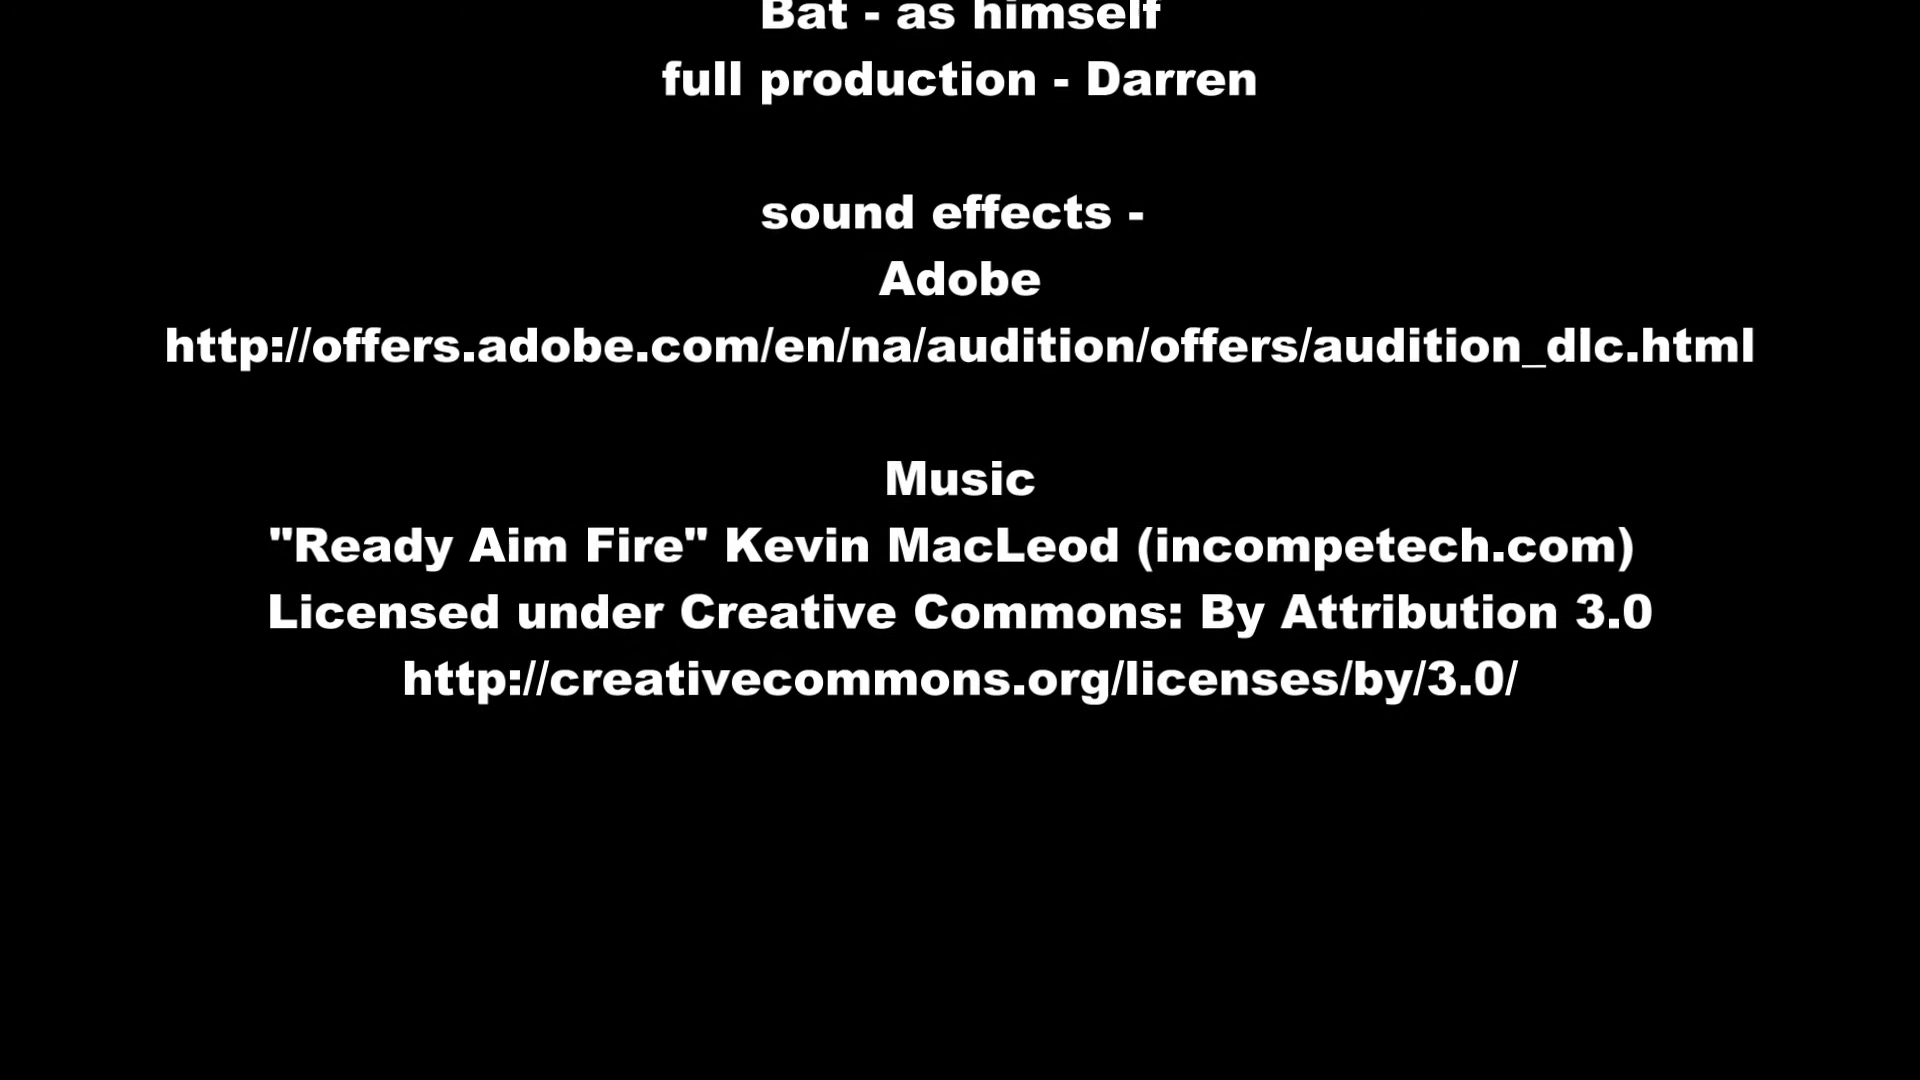 Bat - as himself
full production - Darren
sound effects -
Adobe
http://offers.adobe.com/en/na/audition/offers/audition_dlc.html
Music
"Ready Aim Fire" Kevin MacLeod (incompetech.com)
Licensed under Creative Commons: By Attribution 3.0
http://creativecommons.org/licenses/by/3.0/